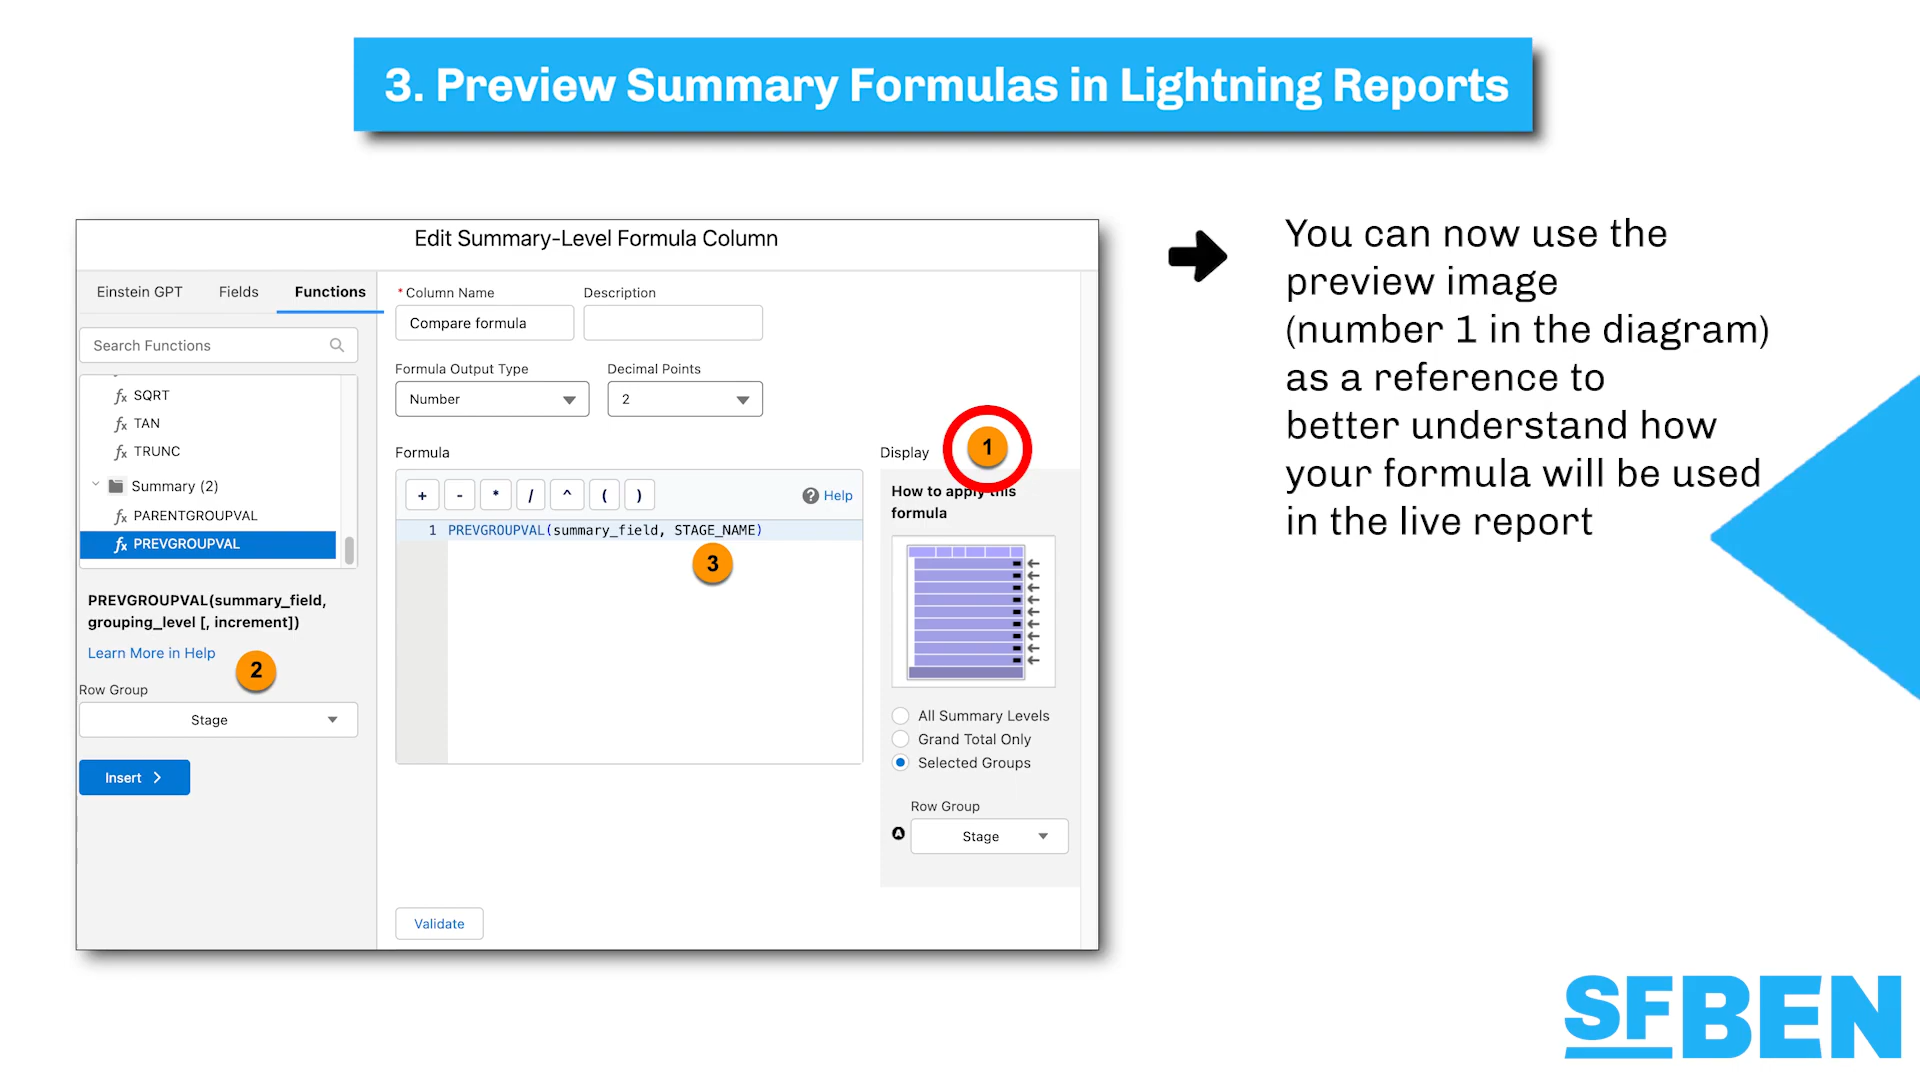 3. Preview Summary Formulas in Lightning Reports
Edit Summary-Level Formula Column
Einstein GPT Fields Functions
Search Functions
fx SQRT
fx TAN
fx TRUNC
Summary (2)
fx PARENTGROUPVAL
fx PREVGROUPVAL
PREVGROUPVAL(summary_field,
grouping_level [, increment])
Learn More in Help
2
Row Group
Stage
Insert
* Column Name Description
Compare formula
Formula Output Type Decimal Points
Number 2
Formula
+ - * / ^ ( ) ? Help
1 PREVGROUPVAL(summary_field, STAGE_NAME)
3
Validate
Display 1
How to apply this
formula
All Summary Levels
Grand Total Only
Selected Groups
Row Group
A Stage
You can now use the
preview image
(number 1 in the diagram)
as a reference to
better understand how
your formula will be used
in the live report
SFBEN